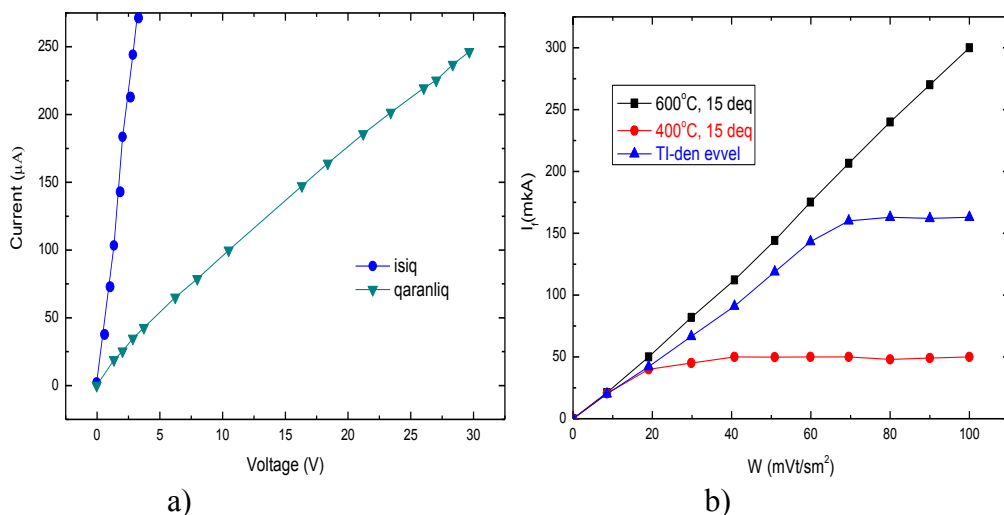 250
200
150
100
50
0
Current (μA)
isiq
qaranliq
0 5 10 15 20 25 30
Voltage (V)
a)
300
250
200
150
100
50
0
I_f(mkA)
600°C, 15 deq
400°C, 15 deq
TI-den evvel
0 20 40 60 80 100
W (mVt/sm²)
b)